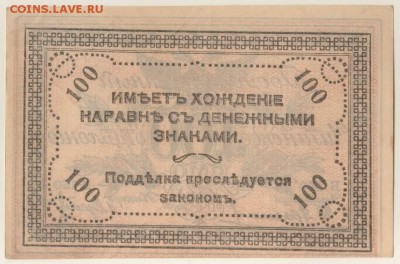 COINS.LAVE.RU
100
100
ИМѢЕТЪ ХОЖДЕНІЕ
НАРАВНѢ СЪ ДЕНЕЖНЫМИ
ЗНАКАМИ.
Поддѣлка преслѣдуется
закономъ.
100
100